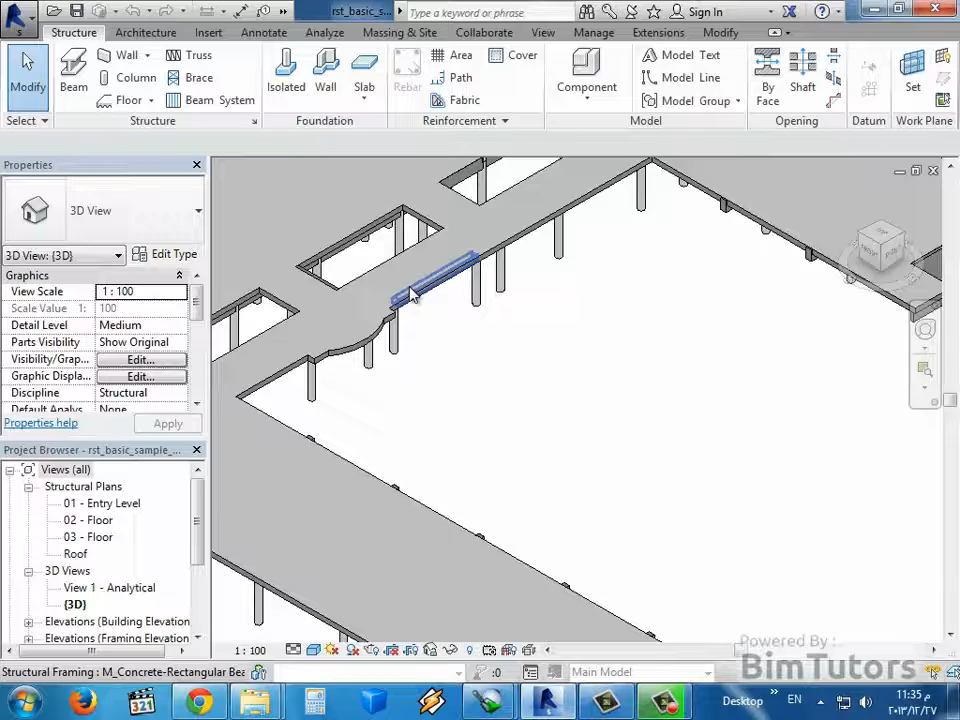 rst_basic_s...
Type a keyword or phrase
Sign In
Structure Architecture Insert Annotate Analyze Massing & Site Collaborate View Manage Extensions Modify
Modify
Beam
Wall
Column
Floor
Truss
Brace
Beam System
Isolated
Wall
Slab
Rebar
Area
Path
Fabric
Cover
Component
Model Text
Model Line
Model Group
By
Face
Shaft
Set
Select
Structure
Foundation
Reinforcement
Model
Opening
Datum
Work Plane
Properties
3D View
3D View: {3D}
Edit Type
Graphics
View Scale 1 : 100
Scale Value 1: 100
Detail Level Medium
Parts Visibility Show Original
Visibility/Grap... Edit...
Graphic Displa... Edit...
Discipline Structural
Default Analys... None
Properties help
Apply
Project Browser - rst_basic_sample_...
Views (all)
Structural Plans
01 - Entry Level
02 - Floor
03 - Floor
Roof
3D Views
View 1 - Analytical
{3D}
Elevations (Building Elevation
Elevations (Framing Elevation
1 : 100
Powered By :
BimTutors
Structural Framing : M_Concrete-Rectangular Bea
:0
Main Model
321
Desktop
EN
11:35 م
٢٠١٣/١٢/٢٧